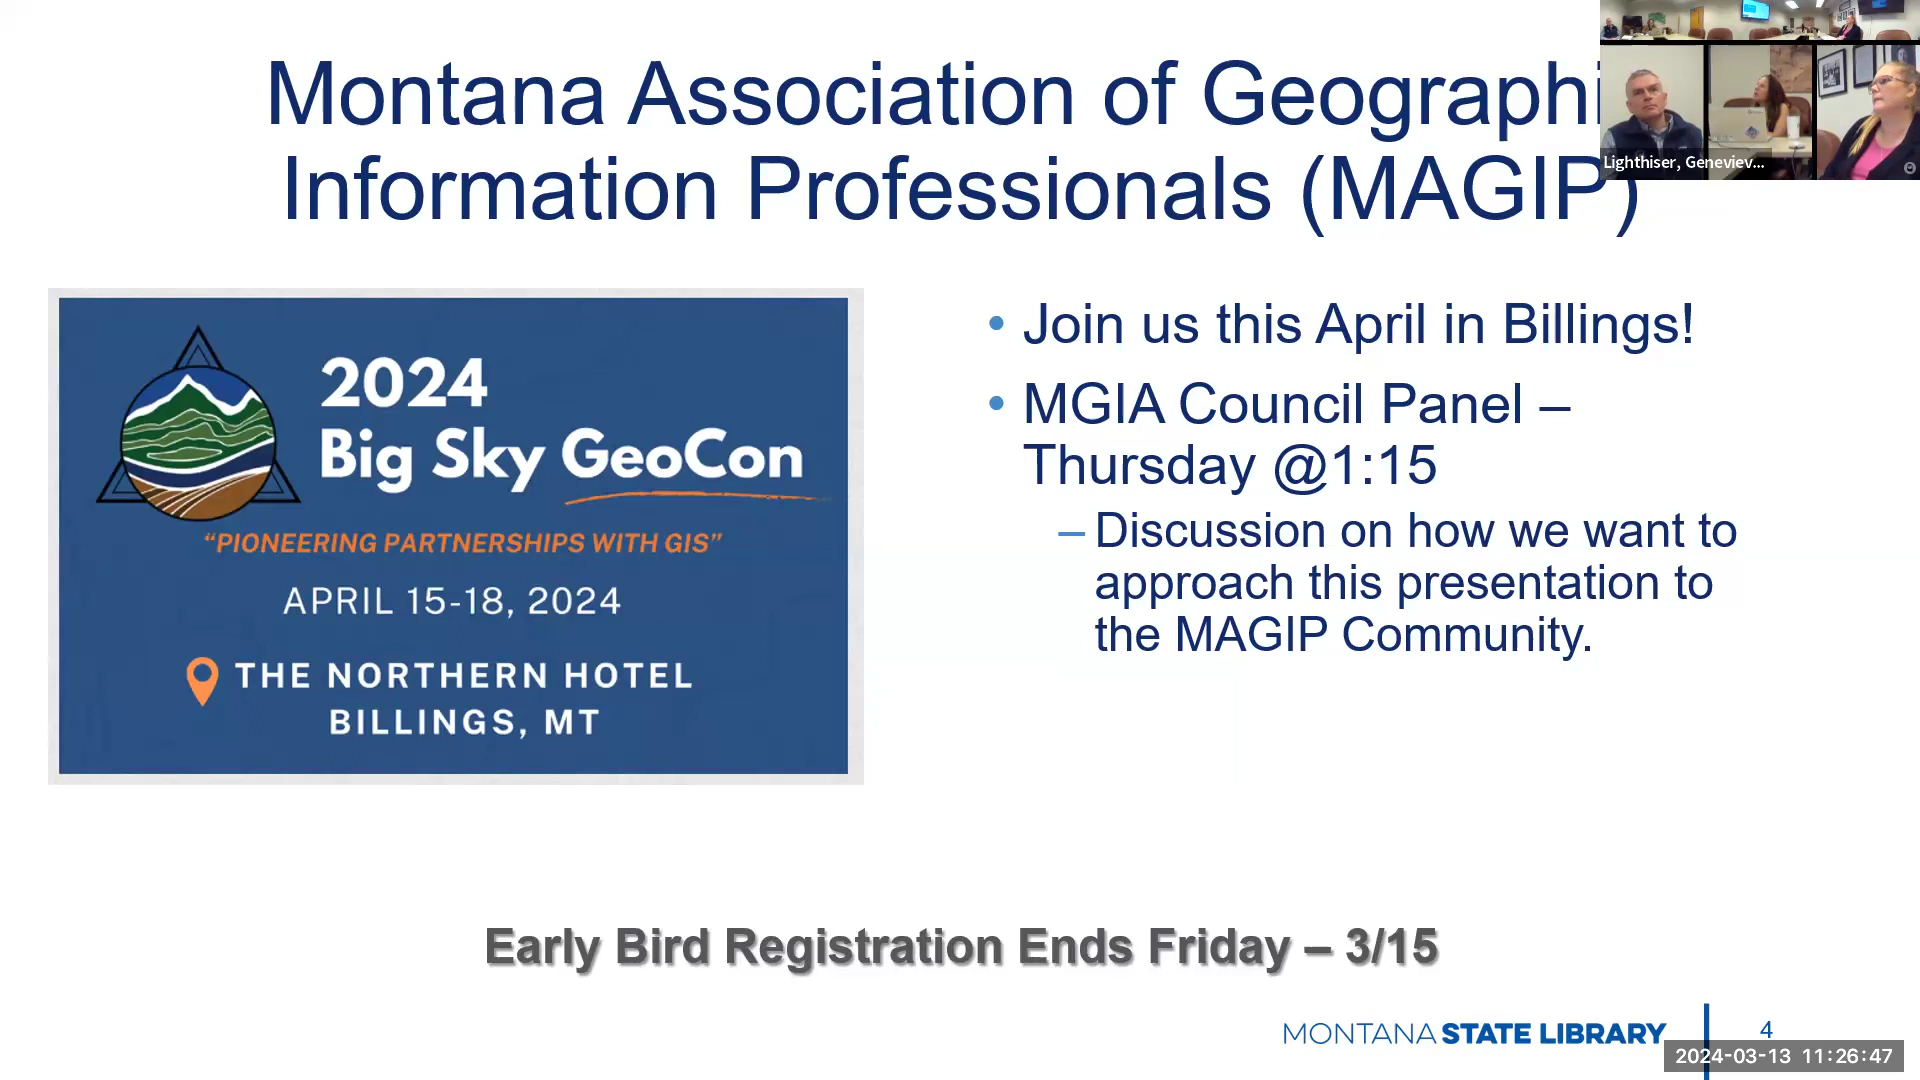 Montana Association of Geographi
Information Professionals (MAGIP)
Lighthiser, Geneviev...
2024
Big Sky GeoCon
“PIONEERING PARTNERSHIPS WITH GIS”
APRIL 15-18, 2024
THE NORTHERN HOTEL
BILLINGS, MT
• Join us this April in Billings!
• MGIA Council Panel –
Thursday @1:15
– Discussion on how we want to
approach this presentation to
the MAGIP Community.
Early Bird Registration Ends Friday – 3/15
MONTANA STATE LIBRARY
4
2024-03-13 11:26:47